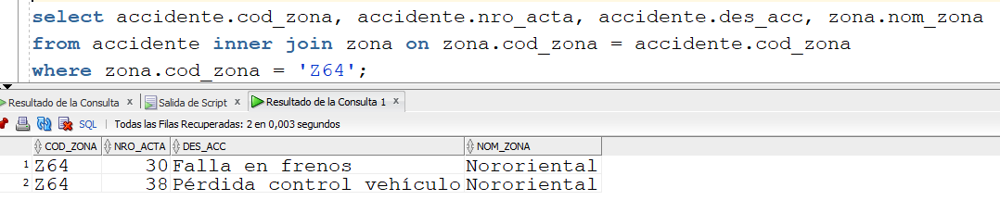 select accidente.cod_zona, accidente.nro_acta, accidente.des_acc, zona.nom_zona
from accidente inner join zona on zona.cod_zona = accidente.cod_zona
where zona.cod_zona = 'Z64';
Resultado de la Consulta x Salida de Script x Resultado de la Consulta 1 x
SQL | Todas las Filas Recuperadas: 2 en 0,003 segundos
COD_ZONA NRO_ACTA DES_ACC NOM_ZONA
1 Z64 30 Falla en frenos Nororiental
2 Z64 38 Pérdida control vehículo Nororiental